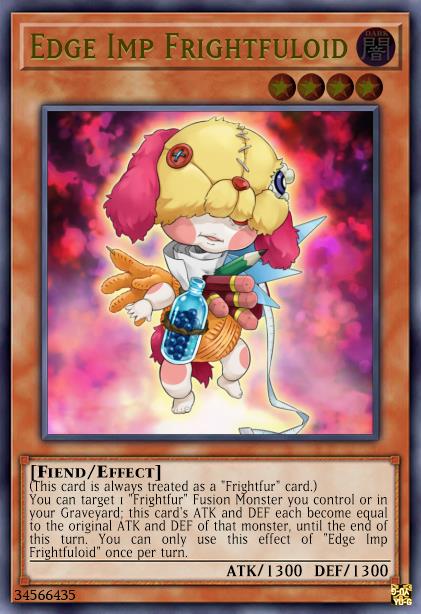 EDGE IMP FRIGHTFULOID
DARK
闇
[FIEND/EFFECT]
(This card is always treated as a "Frightfur" card.)
You can target 1 "Frightfur" Fusion Monster you control or in
your Graveyard; this card's ATK and DEF each become equal
to the original ATK and DEF of that monster, until the end of
this turn. You can only use this effect of "Edge Imp
Frightfuloid" once per turn.
ATK/1300 DEF/1300
34566435